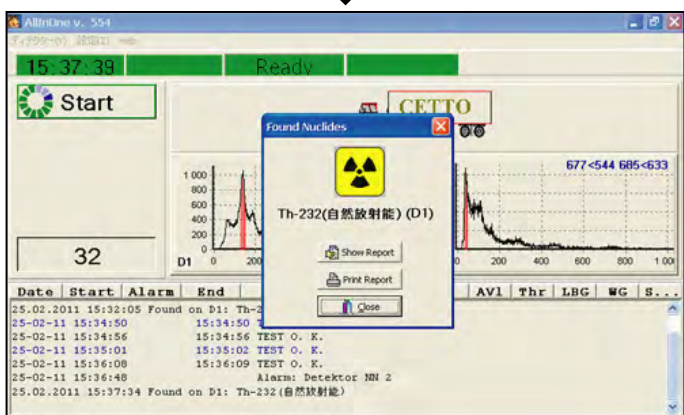 AllInOne v. 554
15:37:39 Ready
Start
CETTO
Found Nuclides
677<544 685<633
Th-232(自然放射能) (D1)
Show Report
Print Report
Close
1 000
800
600
400
200
0
D1 0 200
0 200 400 600 800 1 00
32
Date Start Alarm End AVl Thr LBG WG S...
25.02.2011 15:32:05 Found on D1: Th-2
25-02-11 15:34:50 15:34:50
25-02-11 15:34:56 15:34:56 TEST O. K.
25-02-11 15:35:01 15:35:02 TEST O. K.
25-02-11 15:36:08 15:36:09 TEST O. K.
25-02-11 15:36:48 Alarm: Detektor NN 2
25.02.2011 15:37:34 Found on D1: Th-232(自然放射能)